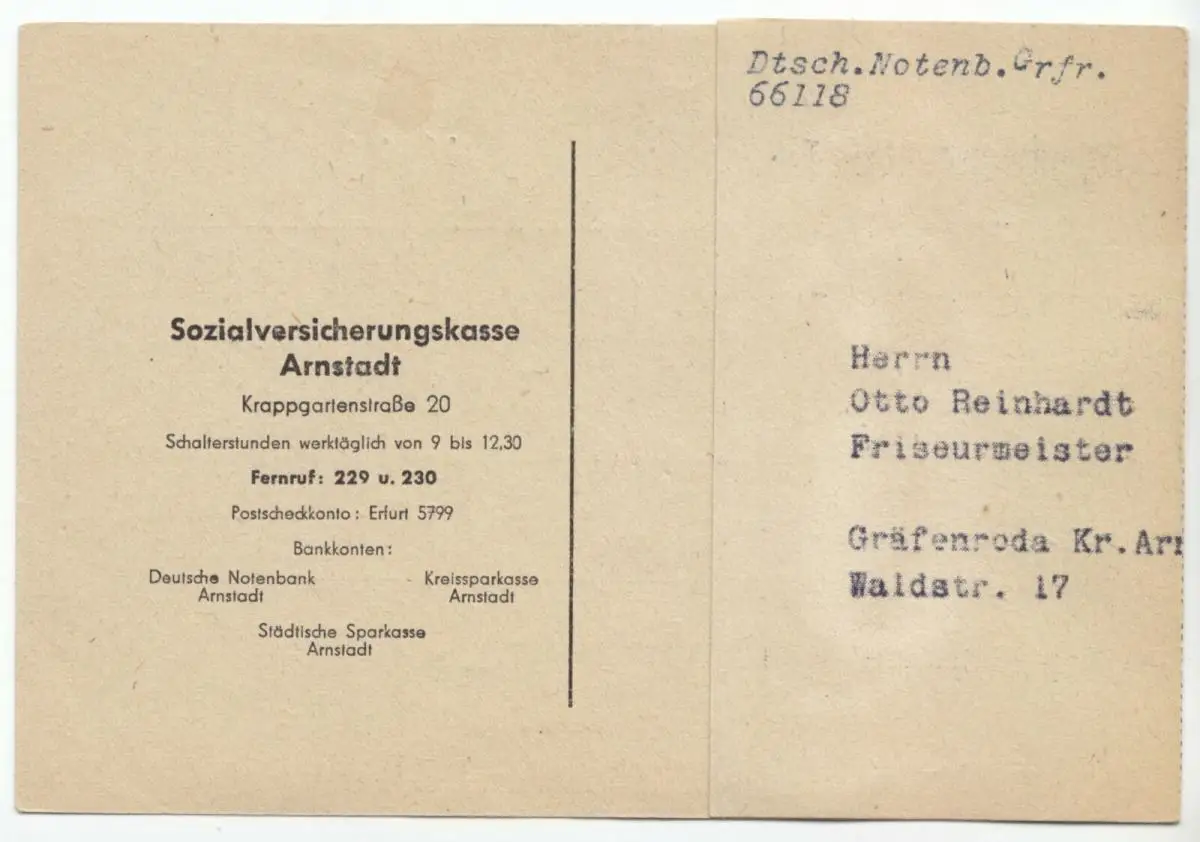 Sozialversicherungskasse
Arnstadt
Krappgartenstraße 20
Schalterstunden werktäglich von 9 bis 12,30
Fernruf: 229 u. 230
Postscheckkonto: Erfurt 5799
Bankkonten:
Deutsche Notenbank
Arnstadt
Kreissparkasse
Arnstadt
Städtische Sparkasse
Arnstadt
Dtsch.Notenb.Grfr.
66118
Herrn
Otto Reinhardt
Friseurmeister
Gräfenroda Kr.Arn
Waldstr. 17